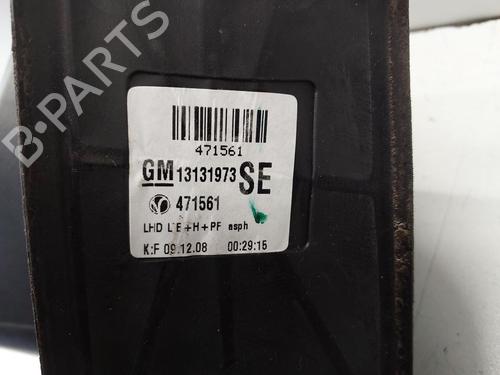 B-PARTS
471561
GM 13131973 SE
471561
LHD L E+H+PF asph
K:F 09.12.08 00:29:15